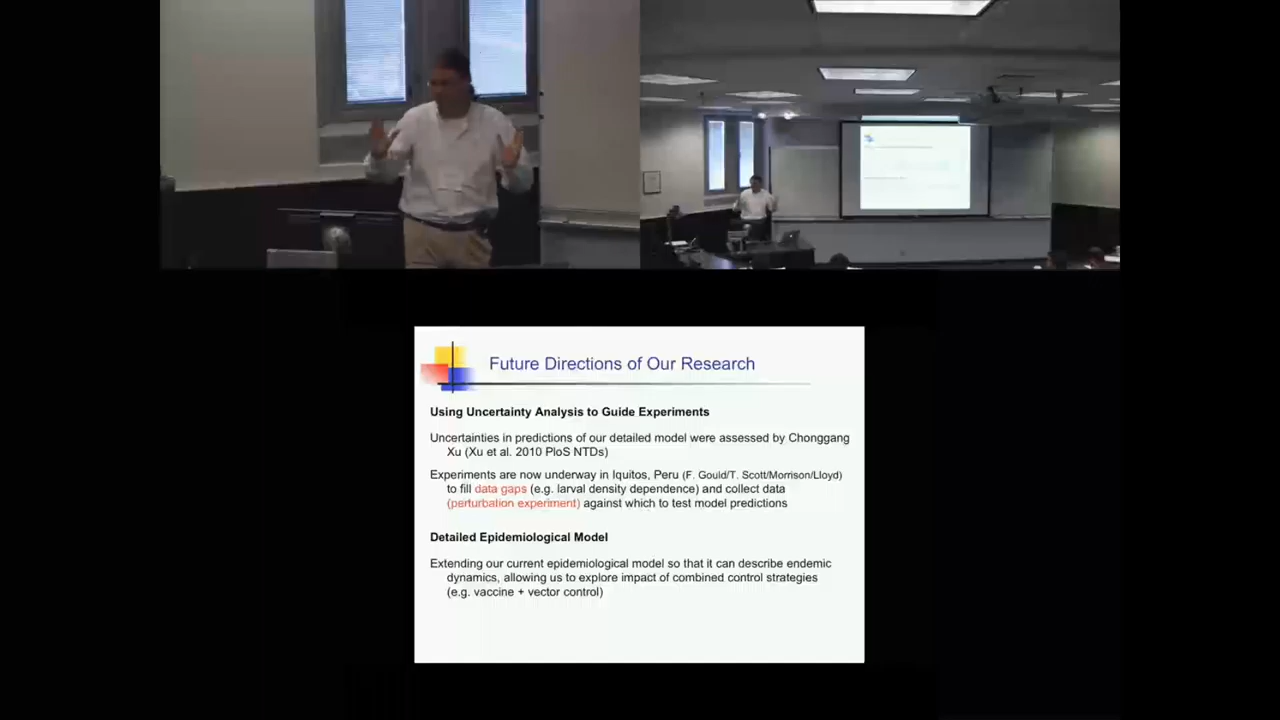 Future Directions of Our Research
Using Uncertainty Analysis to Guide Experiments
Uncertainties in predictions of our detailed model were assessed by Chonggang
Xu (Xu et al. 2010 PloS NTDs)
Experiments are now underway in Iquitos, Peru (F. Gould/T. Scott/Morrison/Lloyd)
to fill data gaps (e.g. larval density dependence) and collect data
(perturbation experiment) against which to test model predictions
Detailed Epidemiological Model
Extending our current epidemiological model so that it can describe endemic
dynamics, allowing us to explore impact of combined control strategies
(e.g. vaccine + vector control)